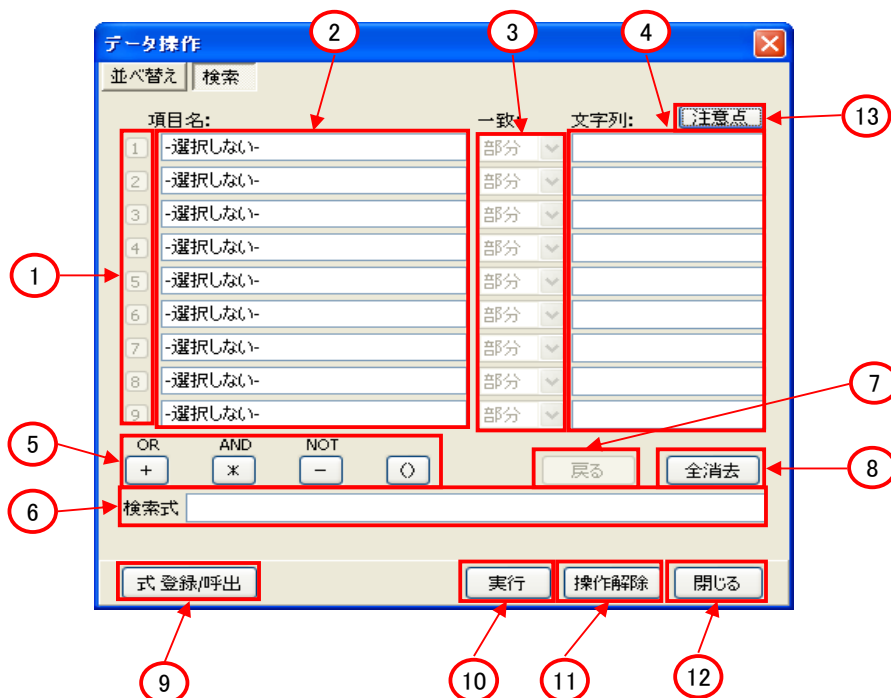 2 3 4
データ操作
並べ替え 検索
項目名: 一致 文字列: 注意点 13
1 -選択しない- 部分
2 -選択しない- 部分
3 -選択しない- 部分
4 -選択しない- 部分
1 5 -選択しない- 部分
6 -選択しない- 部分
7 -選択しない- 部分
8 -選択しない- 部分
7
9 -選択しない- 部分
5 OR AND NOT
+ * - () 戻る 全消去 8
6 検索式
式 登録/呼出 実行 操作解除 閉じる
9 10 11 12